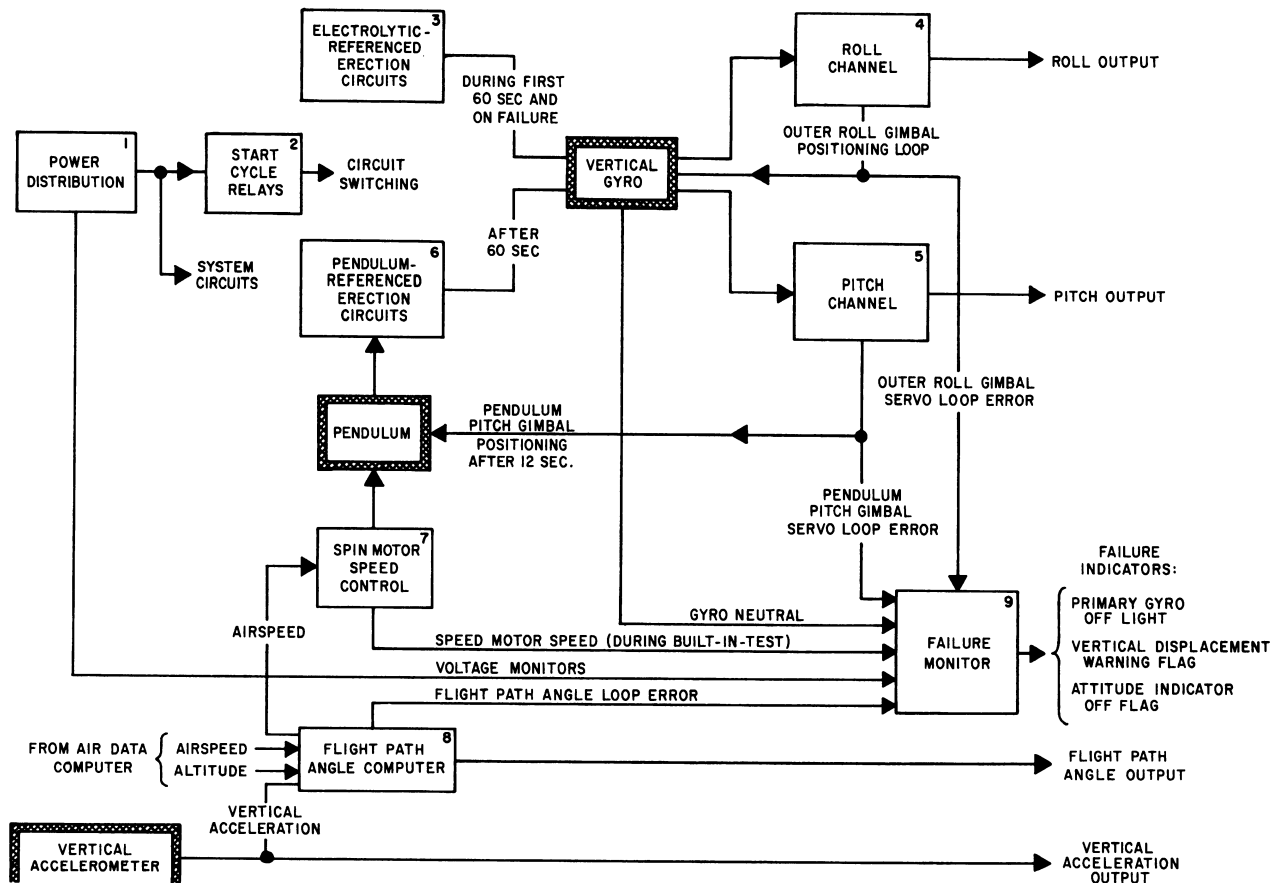 3
ELECTROLYTIC-
REFERENCED
ERECTION
CIRCUITS
4
ROLL
CHANNEL
ROLL OUTPUT
DURING FIRST
60 SEC AND
ON FAILURE
OUTER ROLL GIMBAL
POSITIONING LOOP
1
POWER
DISTRIBUTION
2
START
CYCLE
RELAYS
CIRCUIT
SWITCHING
VERTICAL
GYRO
AFTER
60 SEC
SYSTEM
CIRCUITS
6
PENDULUM-
REFERENCED
ERECTION
CIRCUITS
5
PITCH
CHANNEL
PITCH OUTPUT
OUTER ROLL GIMBAL
SERVO LOOP ERROR
PENDULUM
PENDULUM
PITCH GIMBAL
POSITIONING
AFTER 12 SEC.
PENDULUM
PITCH GIMBAL
SERVO LOOP ERROR
7
SPIN MOTOR
SPEED
CONTROL
FAILURE
INDICATORS:
9
FAILURE
MONITOR
PRIMARY GYRO
OFF LIGHT
VERTICAL DISPLACEMENT
WARNING FLAG
ATTITUDE INDICATOR
OFF FLAG
GYRO NEUTRAL
AIRSPEED
SPEED MOTOR SPEED (DURING BUILT-IN-TEST)
VOLTAGE MONITORS
FLIGHT PATH ANGLE LOOP ERROR
FROM AIR DATA
COMPUTER
AIRSPEED
ALTITUDE
8
FLIGHT PATH
ANGLE COMPUTER
FLIGHT PATH
ANGLE OUTPUT
VERTICAL
ACCELERATION
VERTICAL
ACCELEROMETER
VERTICAL
ACCELERATION
OUTPUT